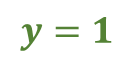 y = 1